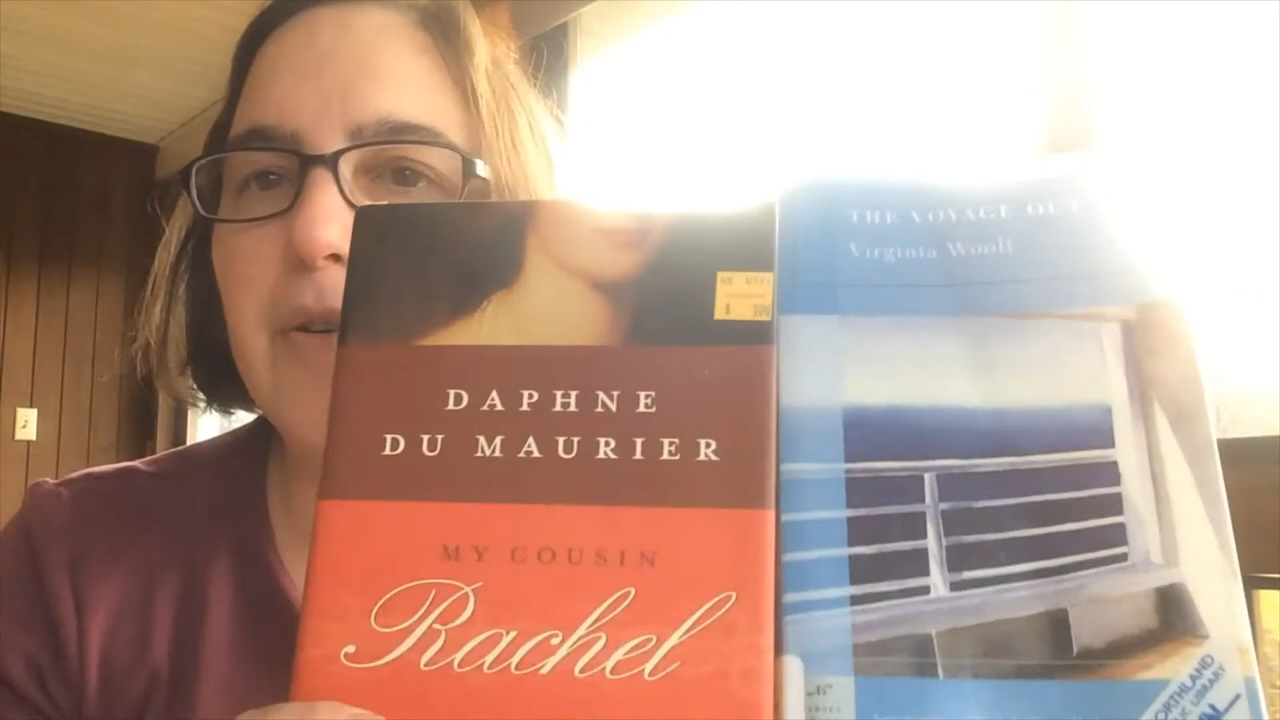 DAPHNE
DU MAURIER
MY COUSIN
Rachel
THE VOYAGE OUT
Virginia Woolf